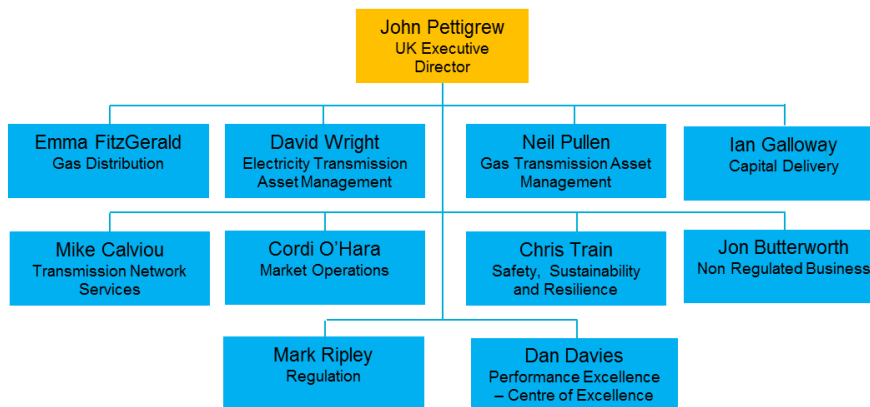 John Pettigrew
UK Executive
Director
Emma FitzGerald
Gas Distribution
David Wright
Electricity Transmission
Asset Management
Neil Pullen
Gas Transmission Asset
Management
Ian Galloway
Capital Delivery
Mike Calviou
Transmission Network
Services
Cordi O'Hara
Market Operations
Chris Train
Safety, Sustainability
and Resilience
Jon Butterworth
Non Regulated Business
Mark Ripley
Regulation
Dan Davies
Performance Excellence
– Centre of Excellence